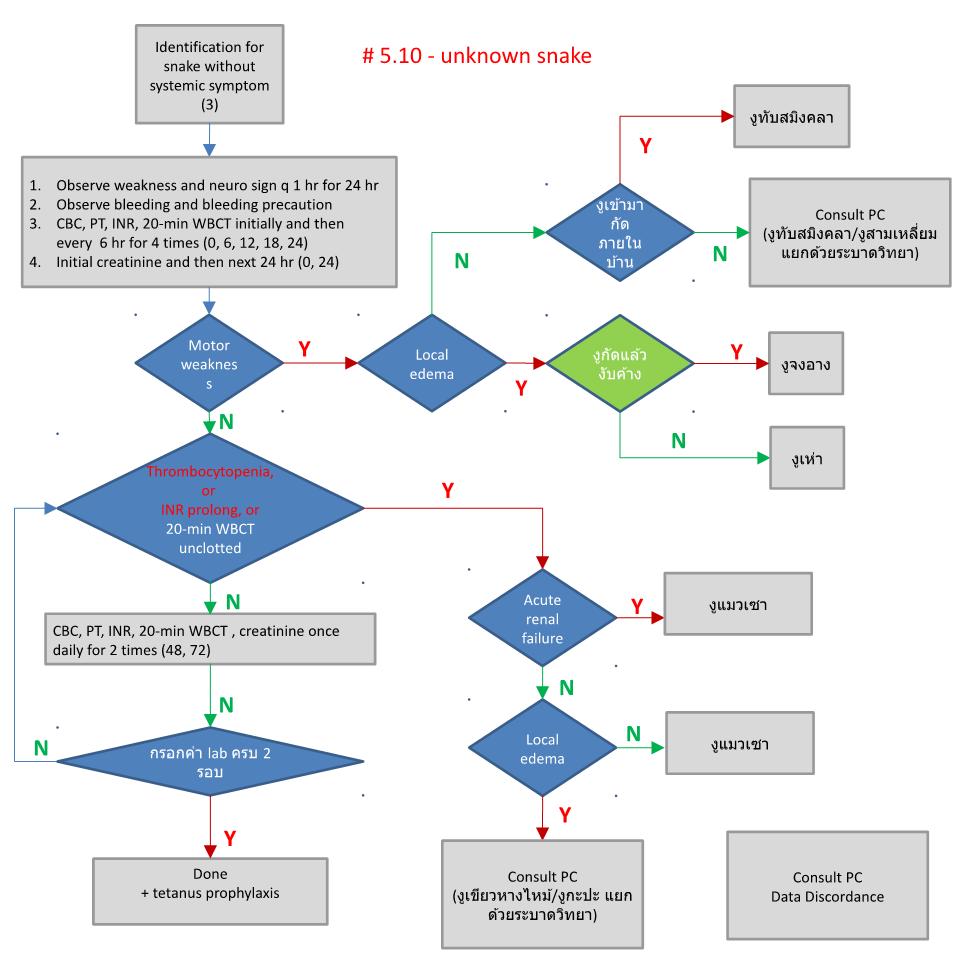 # 5.10 - unknown snake
Identification for
snake without
systemic symptom
(3)
1. Observe weakness and neuro sign q 1 hr for 24 hr
2. Observe bleeding and bleeding precaution
3. CBC, PT, INR, 20-min WBCT initially and then
every 6 hr for 4 times (0, 6, 12, 18, 24)
4. Initial creatinine and then next 24 hr (0, 24)
Motor
weaknes
s
Y
N
Local
edema
N
Y
งูเข้ามา
กัด
ภายใน
บ้าน
Y
งูทับสมิงคลา
N
Consult PC
(งูทับสมิงคลา/งูสามเหลี่ยม
แยกด้วยระบาดวิทยา)
งูกัดแล้ว
งับค้าง
Y
งูจงอาง
N
งูเห่า
Thrombocytopenia,
or
INR prolong, or
20-min WBCT
unclotted
Y
N
CBC, PT, INR, 20-min WBCT , creatinine once
daily for 2 times (48, 72)
N
กรอกค่า lab ครบ 2
รอบ
N
Y
Done
+ tetanus prophylaxis
Acute
renal
failure
Y
งูแมวเซา
N
Local
edema
N
งูแมวเซา
Y
Consult PC
(งูเขียวหางไหม้/งูกะปะ แยก
ด้วยระบาดวิทยา)
Consult PC
Data Discordance